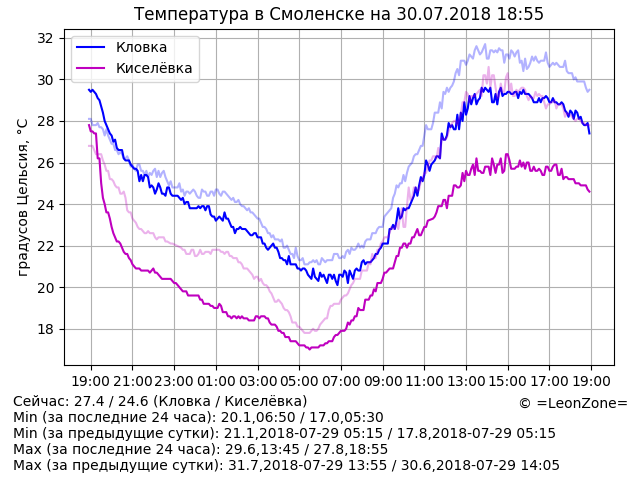 Температура в Смоленске на 30.07.2018 18:55
Кловка
Киселёвка
градусов Цельсия, °C
32
30
28
26
24
22
20
18
19:00 21:00 23:00 01:00 03:00 05:00 07:00 09:00 11:00 13:00 15:00 17:00 19:00
Сейчас: 27.4 / 24.6 (Кловка / Киселёвка)
© =LeonZone=
Min (за последние 24 часа): 20.1,06:50 / 17.0,05:30
Min (за предыдущие сутки): 21.1,2018-07-29 05:15 / 17.8,2018-07-29 05:15
Max (за последние 24 часа): 29.6,13:45 / 27.8,18:55
Max (за предыдущие сутки): 31.7,2018-07-29 13:55 / 30.6,2018-07-29 14:05